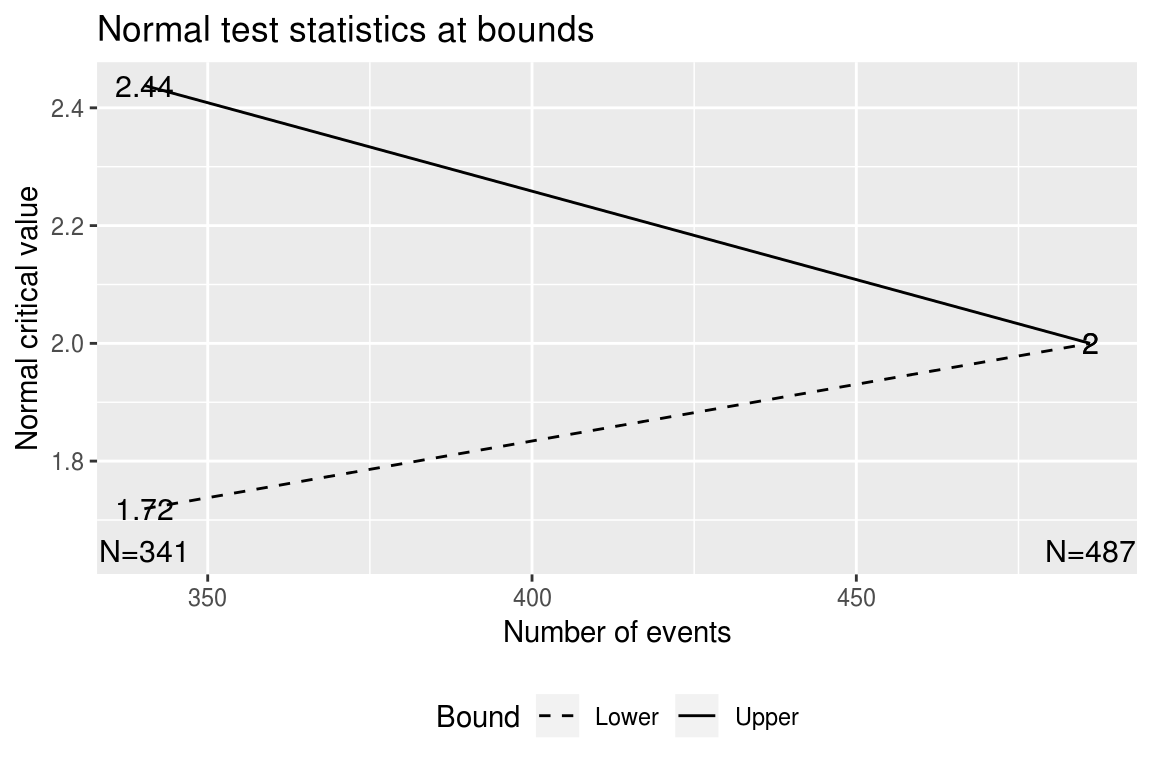 Normal test statistics at bounds
Normal critical value
2.4
2.2
2.0
1.8
2.44
2
1.72
N=341
N=487
350
400
450
Number of events
Bound
Lower
Upper